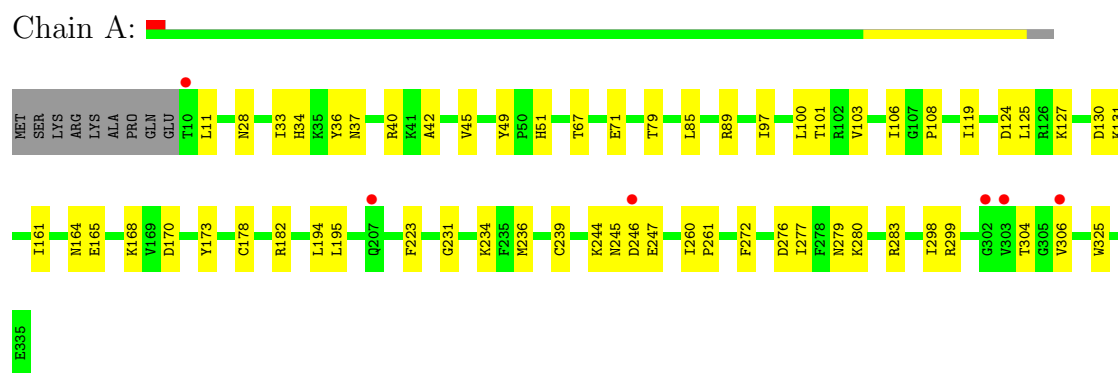 Chain A:
MET SER LYS ARG LYS ALA PRO GLN GLU T10 L11 N28 I33 H34 K35 Y36 N37 R40 K41 A42 V45 Y49 P50 H51 T67 E71 T79 L85 R89 I97 L100 T101 R102 V103 I106 G107 P108 I119 D124 L125 R126 K127 D130 K131
I161 N164 E165 K168 V169 D170 Y173 C178 R182 L194 L195 Q207 F223 G231 K234 F235 M236 C239 K244 N245 D246 E247 I260 P261 F272 D276 I277 F278 N279 K280 R283 I298 R299 G302 V303 T304 G305 V306 W325
E335